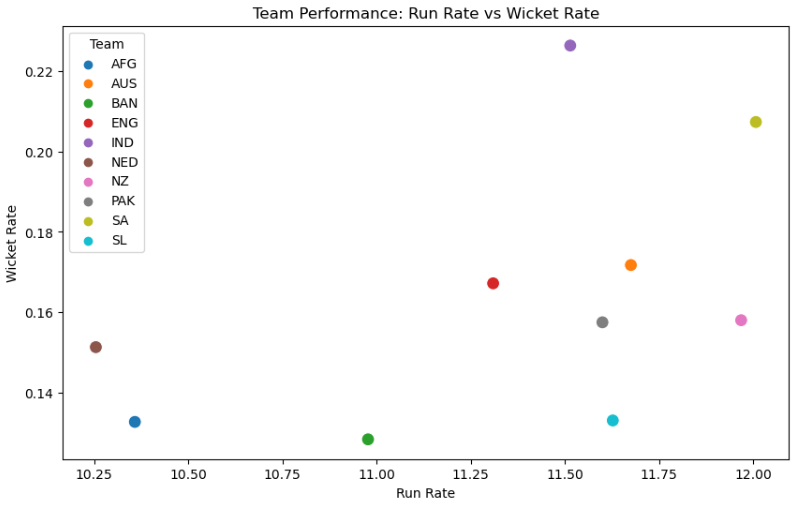 Team Performance: Run Rate vs Wicket Rate
Team
AFG
AUS
BAN
ENG
IND
NED
NZ
PAK
SA
SL
Wicket Rate
0.22
0.20
0.18
0.16
0.14
10.25 10.50 10.75 11.00 11.25 11.50 11.75 12.00
Run Rate